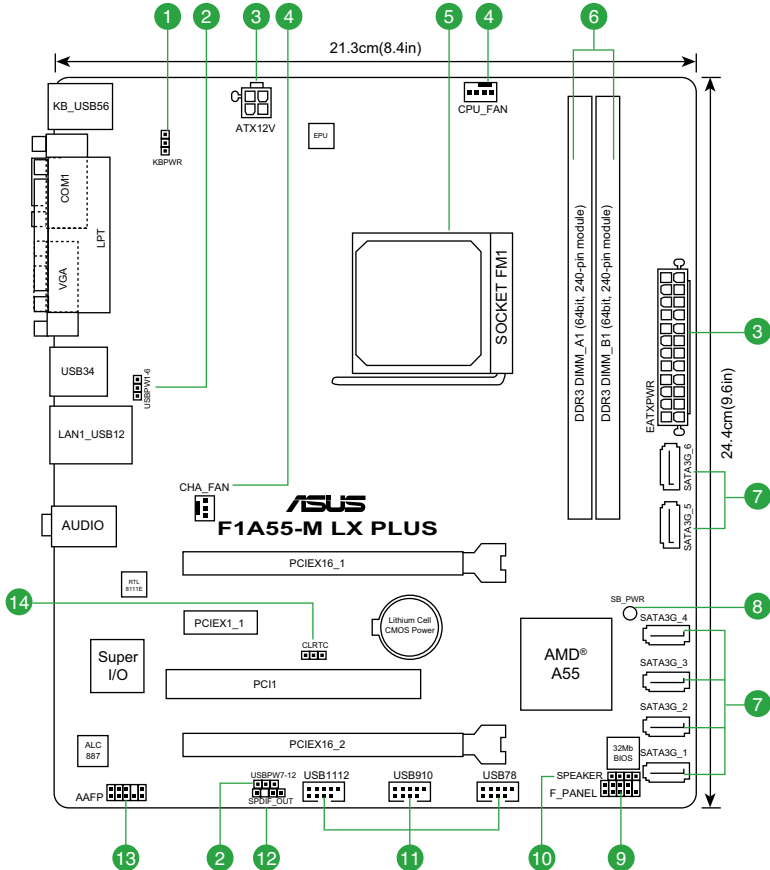 1
2
3
4
5
4
6
21.3cm(8.4in)
KB_USB56
ATX12V
CPU_FAN
EPU
KBPWR
COM1
LPT
VGA
SOCKET FM1
DDR3 DIMM_A1 (64bit, 240-pin module)
DDR3 DIMM_B1 (64bit, 240-pin module)
3
24.4cm(9.6in)
EATXPWR
USB34
USBPW1-6
LAN1_USB12
SATA3G_6
7
SATA3G_5
CHA_FAN
ASUS
F1A55-M LX PLUS
AUDIO
PCIEX16_1
RTL
8111E
14
SB_PWR
8
PCIEX1_1
Lithium Cell
CMOS Power
SATA3G_4
CLRTC
Super
I/O
AMD®
A55
SATA3G_3
PCI1
7
SATA3G_2
ALC
887
PCIEX16_2
32Mb
BIOS
SATA3G_1
USBPW7-12
USB1112
USB910
USB78
SPEAKER
F_PANEL
AAFP
SPDIF_OUT
13
2
12
11
10
9